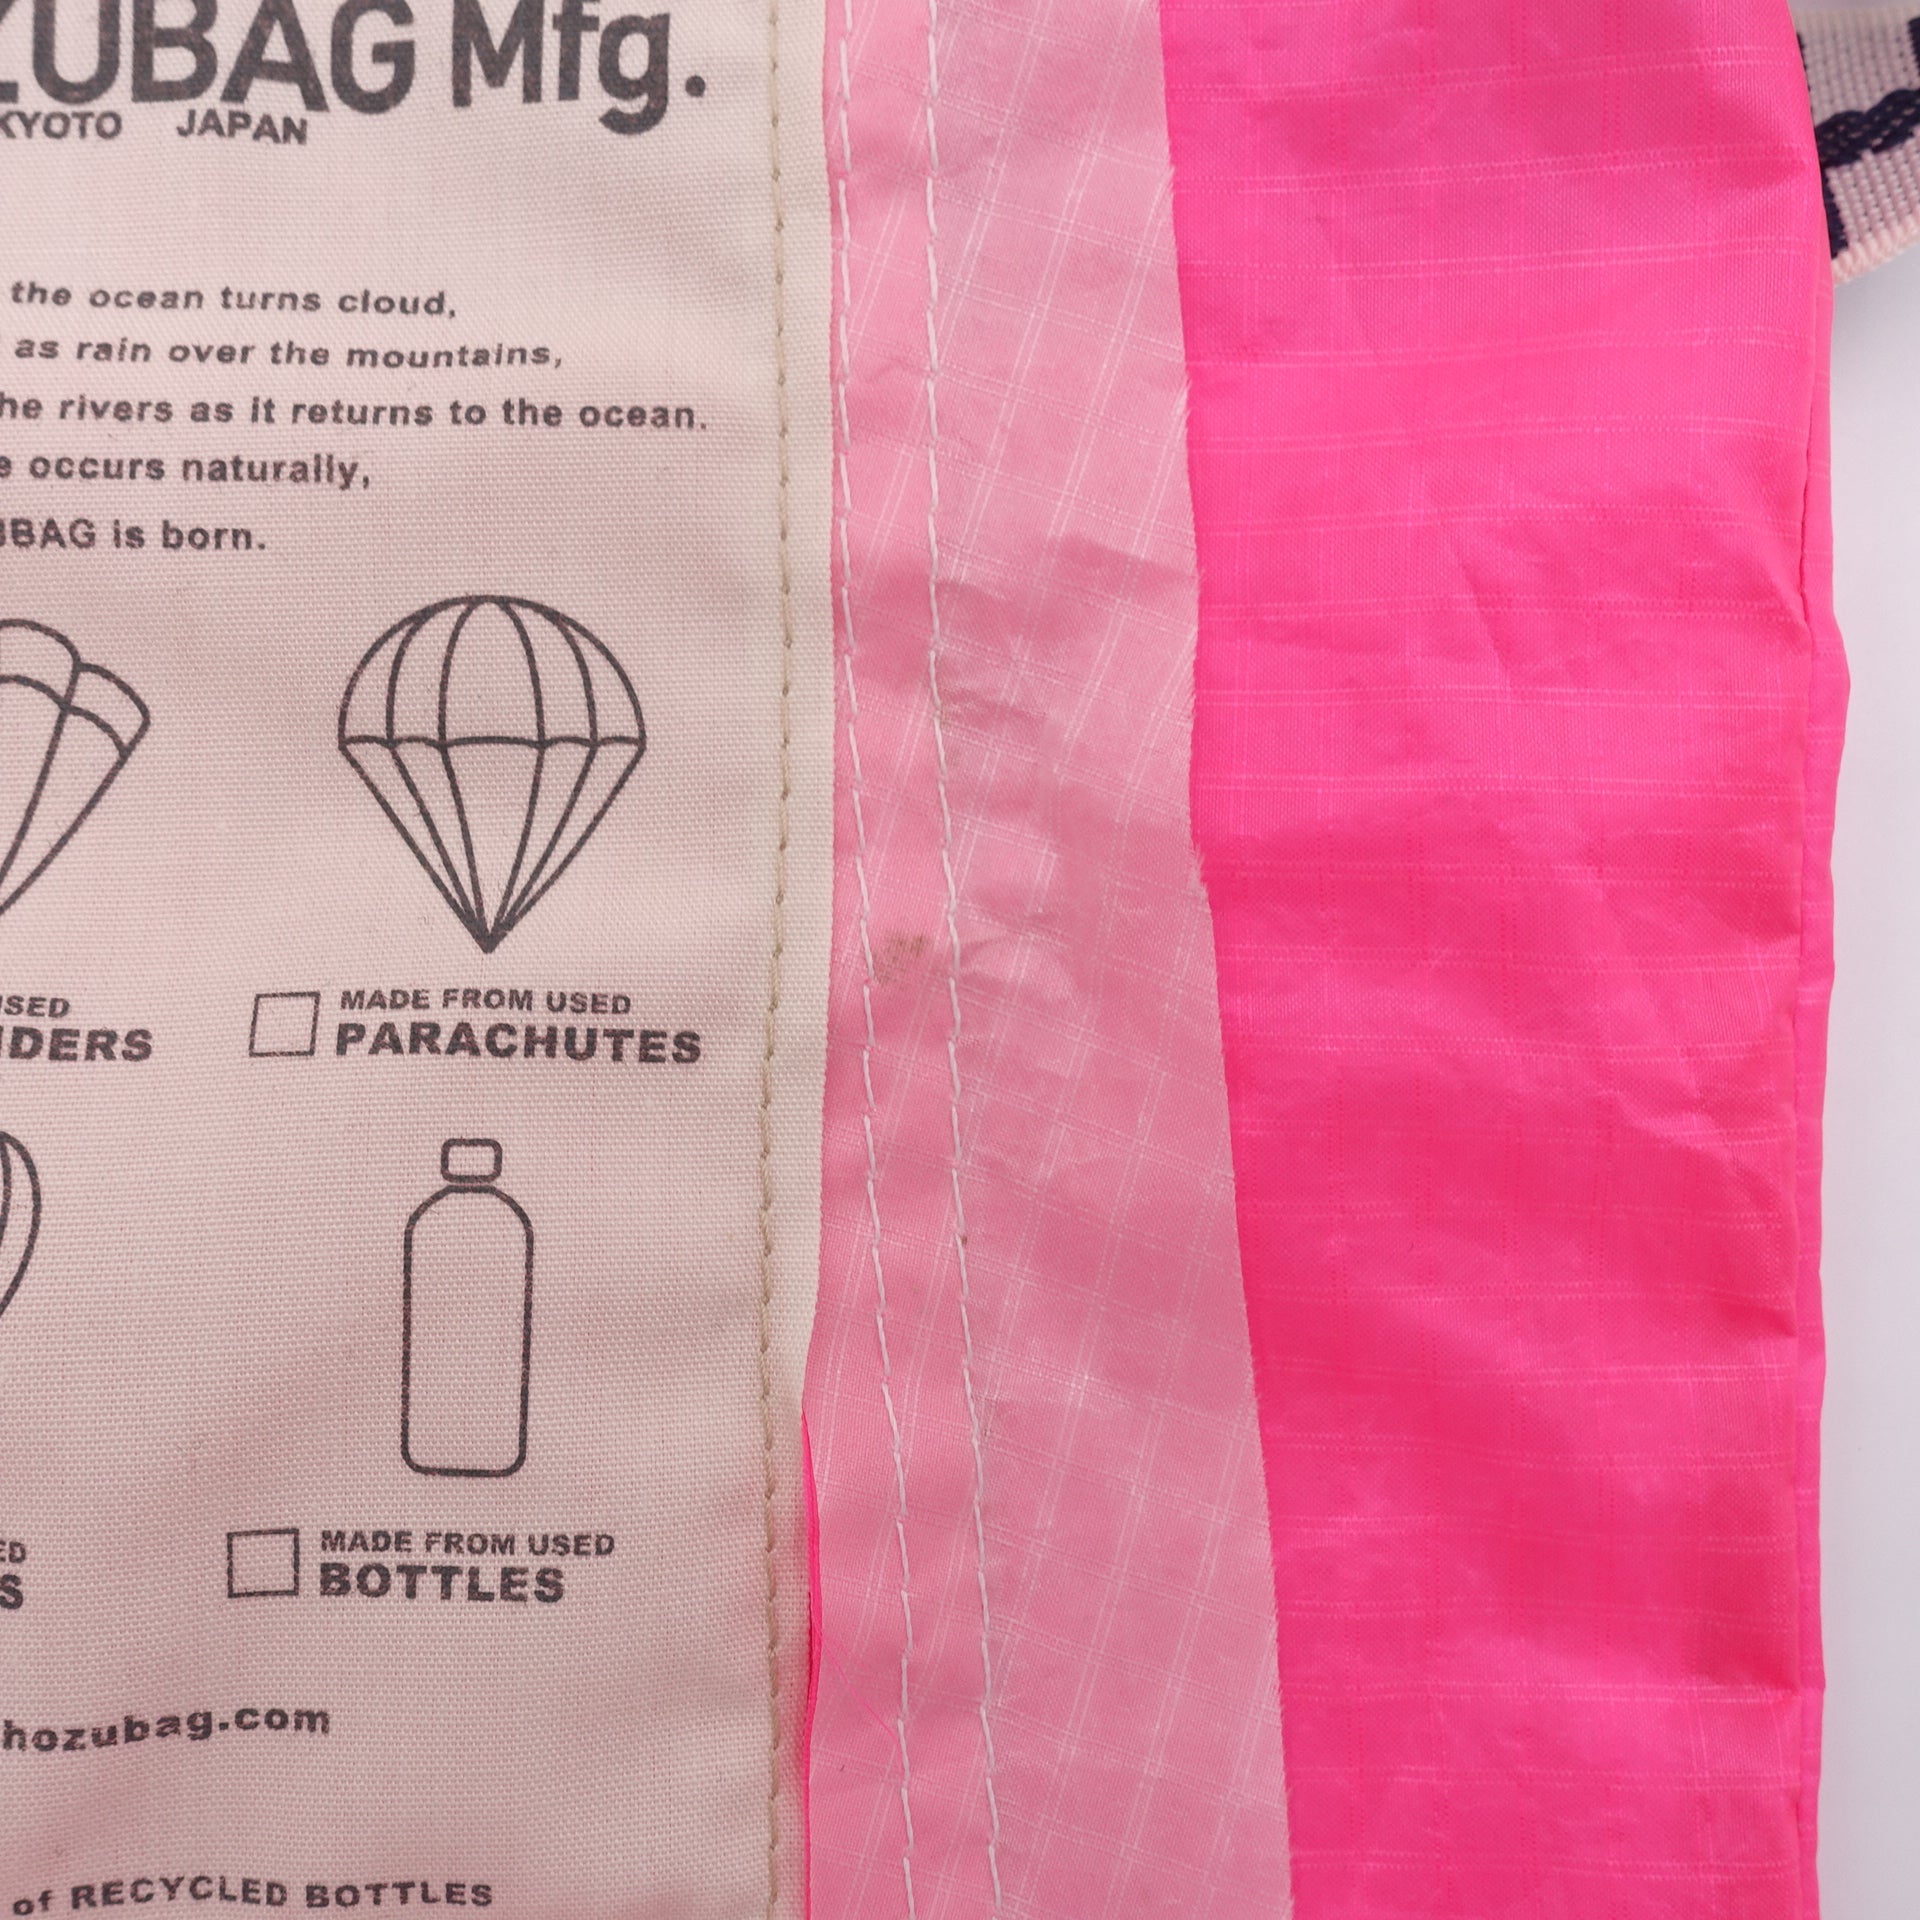 ZUBAG Mfg.
KYOTO JAPAN
the ocean turns cloud,
as rain over the mountains,
the rivers as it returns to the ocean.
occurs naturally,
UBAG is born.
USED
IDERS
MADE FROM USED
PARACHUTES
ED
S
MADE FROM USED
BOTTLES
hozubag.com
of RECYCLED BOTTLES